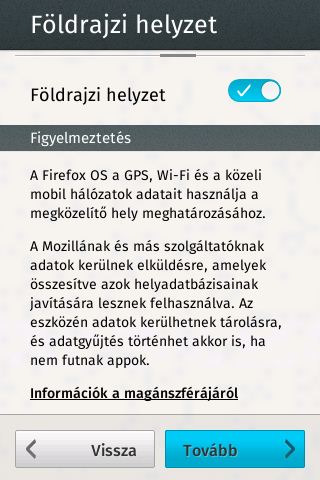 Földrajzi helyzet
Földrajzi helyzet
Figyelmeztetés
A Firefox OS a GPS, Wi-Fi és a közeli
mobil hálózatok adatait használja a
megközelítő hely meghatározásához.
A Mozillának és más szolgáltatóknak
adatok kerülnek elküldésre, amelyek
összesítve azok helyadatbázisainak
javítására lesznek felhasználva. Az
eszközén adatok kerülhetnek tárolásra,
és adatgyűjtés történhet akkor is, ha
nem futnak appok.
Információk a magánszférájáról
Vissza
Tovább